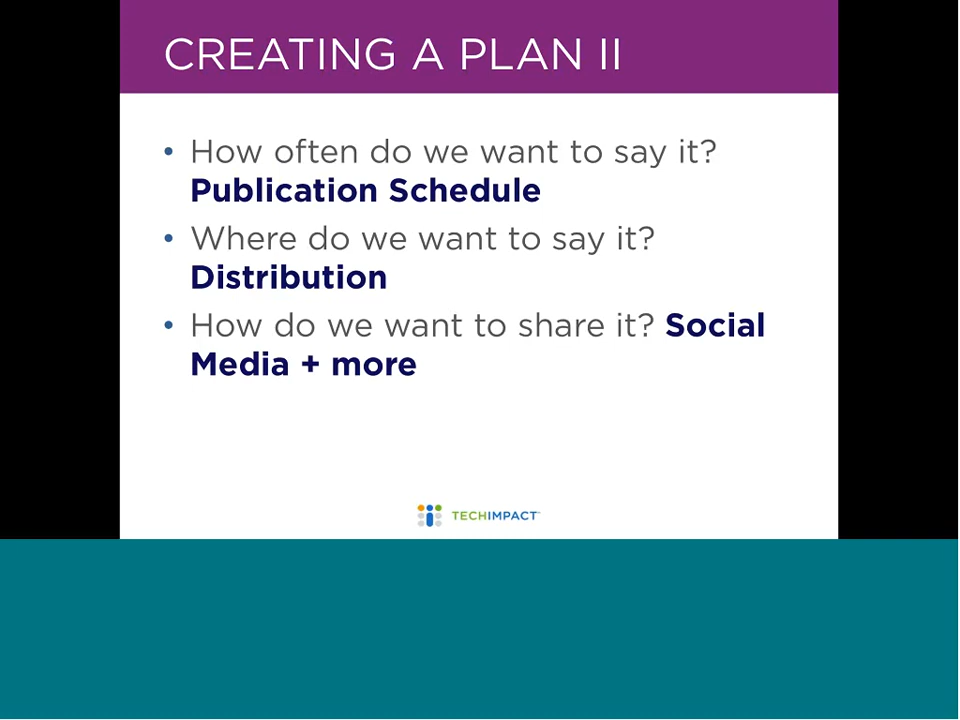 CREATING A PLAN II
• How often do we want to say it?
Publication Schedule
• Where do we want to say it?
Distribution
• How do we want to share it? Social
Media + more
TECHIMPACT™